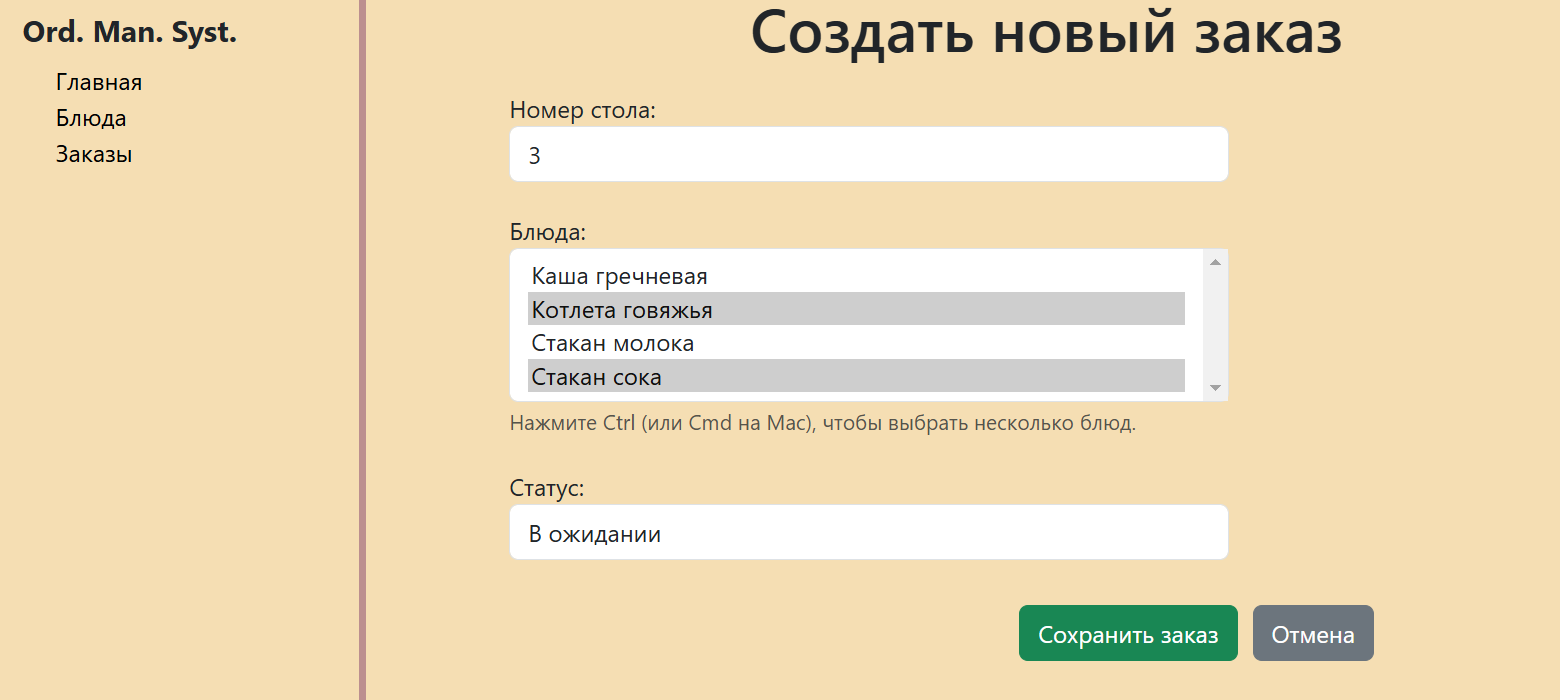 Ord. Man. Syst.
Главная
Блюда
Заказы
Создать новый заказ
Номер стола:
3
Блюда:
Каша гречневая
Котлета говяжья
Стакан молока
Стакан сока
Нажмите Ctrl (или Cmd на Mac), чтобы выбрать несколько блюд.
Статус:
В ожидании
Сохранить заказ
Отмена